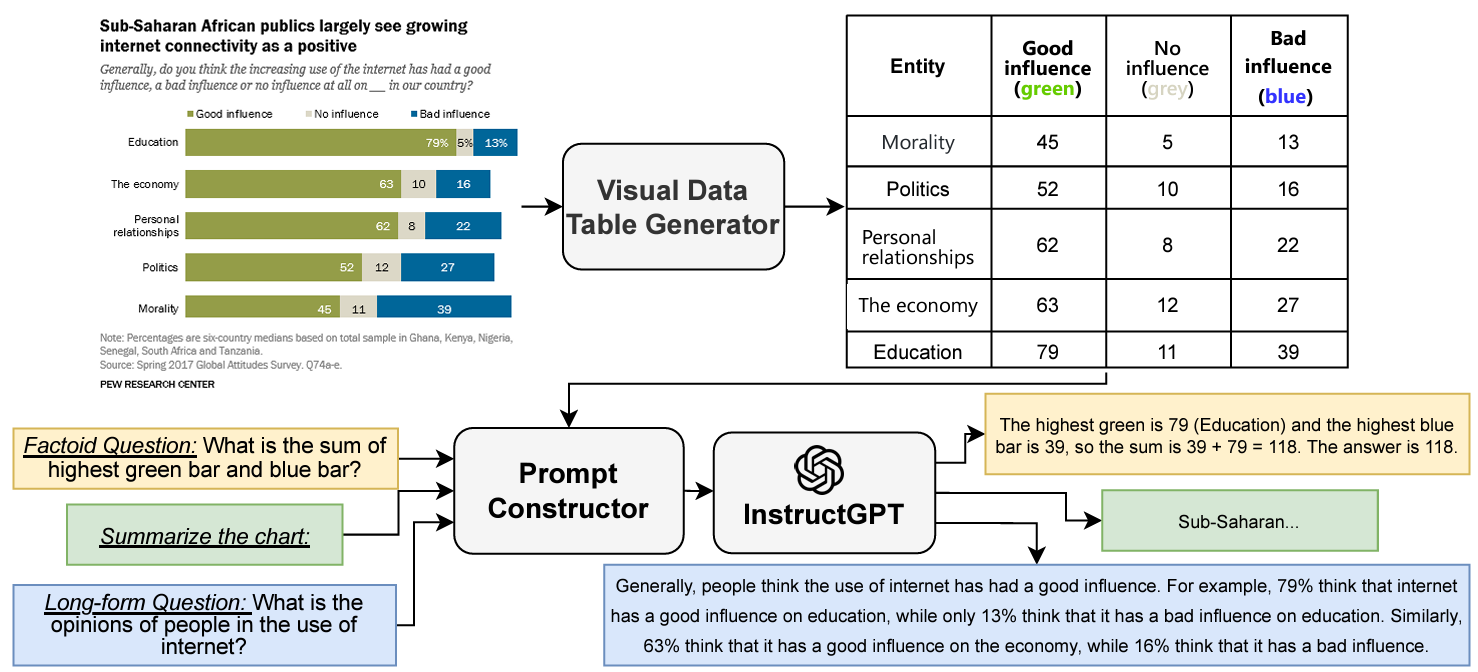 Sub-Saharan African publics largely see growing
internet connectivity as a positive
Generally, do you think the increasing use of the internet has had a good
influence, a bad influence or no influence at all on __ in our country?
Good influence No influence Bad influence
Education 79% 5% 13%
The economy 63 10 16
Personal
relationships 62 8 22
Politics 52 12 27
Morality 45 11 39
Note: Percentages are six-country medians based on total sample in Ghana, Kenya, Nigeria,
Senegal, South Africa and Tanzania.
Source: Spring 2017 Global Attitudes Survey. Q74a-e.
PEW RESEARCH CENTER
Visual Data
Table Generator
Entity
Good
influence
(green)
No
influence
(grey)
Bad
influence
(blue)
Morality 45 5 13
Politics 52 10 16
Personal
relationships 62 8 22
The economy 63 12 27
Education 79 11 39
Factoid Question: What is the sum of
highest green bar and blue bar?
Summarize the chart:
Long-form Question: What is the
opinions of people in the use of
internet?
Prompt
Constructor
InstructGPT
The highest green is 79 (Education) and the highest blue
bar is 39, so the sum is 39 + 79 = 118. The answer is 118.
Sub-Saharan...
Generally, people think the use of internet has had a good influence. For example, 79% think that internet
has a good influence on education, while only 13% think that it has a bad influence on education. Similarly,
63% think that it has a good influence on the economy, while 16% think that it has a bad influence.